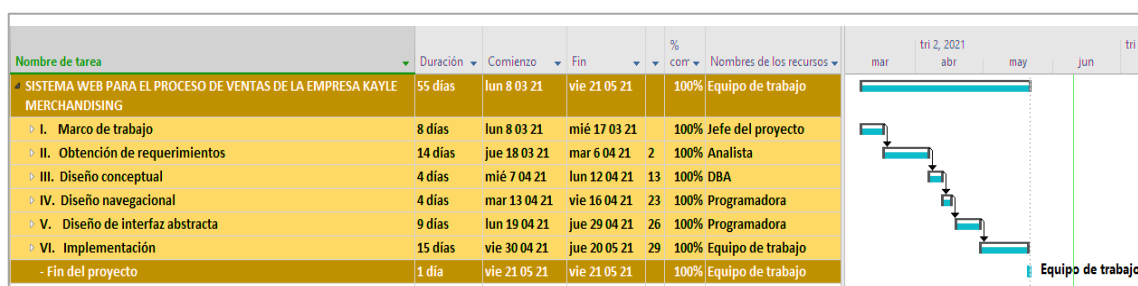 tri 2, 2021 tri
%
Nombre de tarea Duración Comienzo Fin com Nombres de los recursos mar abr may jun
SISTEMA WEB PARA EL PROCESO DE VENTAS DE LA EMPRESA KAYLE 55 días lun 8 03 21 vie 21 05 21 100% Equipo de trabajo
MERCHANDISING
I. Marco de trabajo 8 días lun 8 03 21 mié 17 03 21 100% Jefe del proyecto
II. Obtención de requerimientos 14 días jue 18 03 21 mar 6 04 21 2 100% Analista
III. Diseño conceptual 4 días mié 7 04 21 lun 12 04 21 13 100% DBA
IV. Diseño navegacional 4 días mar 13 04 21 vie 16 04 21 23 100% Programadora
V. Diseño de interfaz abstracta 9 días lun 19 04 21 jue 29 04 21 26 100% Programadora
VI. Implementación 15 días vie 30 04 21 jue 20 05 21 29 100% Equipo de trabajo
- Fin del proyecto 1 día vie 21 05 21 vie 21 05 21 100% Equipo de trabajo Equipo de trabajo